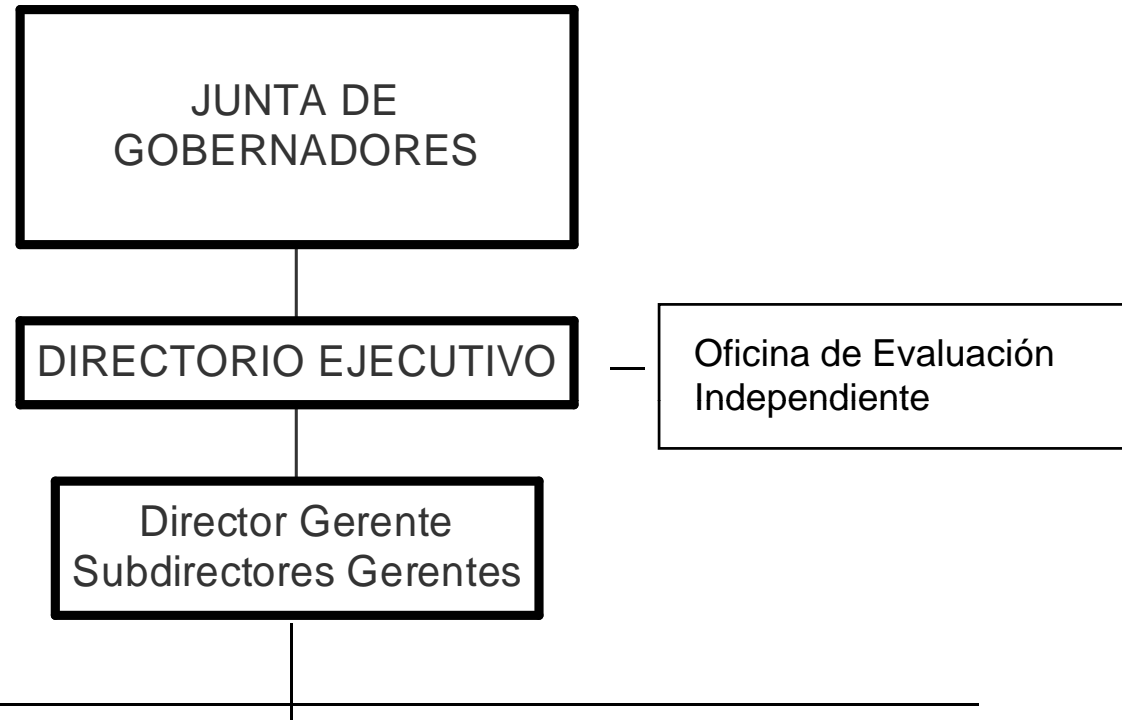 JUNTA DE
GOBERNADORES
DIRECTORIO EJECUTIVO
Oficina de Evaluación
Independiente
Director Gerente
Subdirectores Gerentes